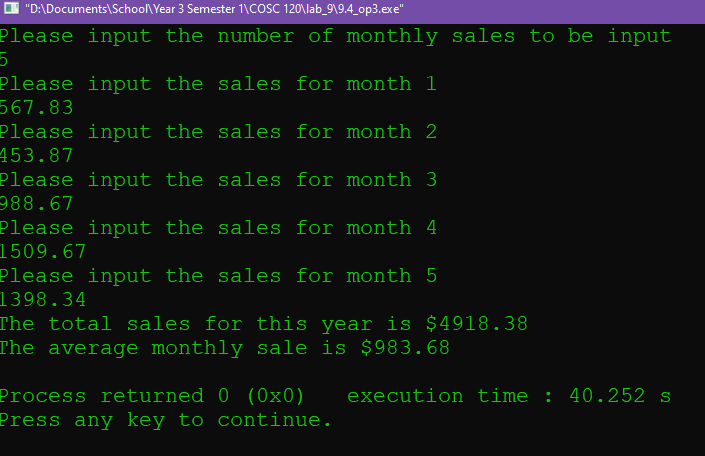 "D:\Documents\School\Year 3 Semester 1\COSC 120\lab_9\9.4_op3.exe"
Please input the number of monthly sales to be input
5
Please input the sales for month 1
567.83
Please input the sales for month 2
453.87
Please input the sales for month 3
988.67
Please input the sales for month 4
1509.67
Please input the sales for month 5
1398.34
The total sales for this year is $4918.38
The average monthly sale is $983.68
Process returned 0 (0x0)   execution time : 40.252 s
Press any key to continue.